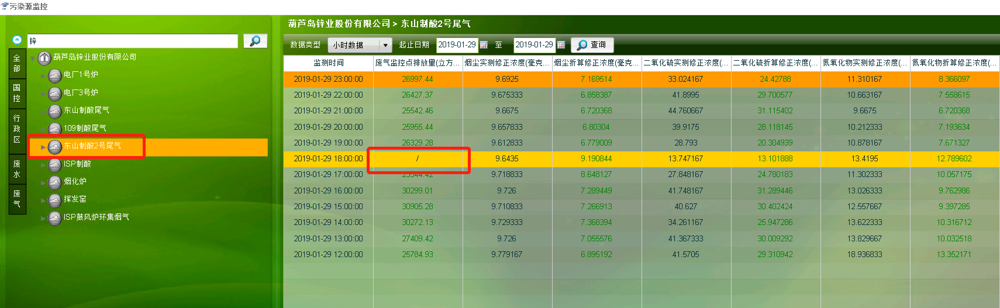 污染源监控
锌
全部
国控
行政区
废水
废气
葫芦岛锌业股份有限公司
电厂1号炉
电厂3号炉
东山制酸尾气
109制酸尾气
东山制酸2号尾气
ISP制酸
烟化炉
挥发窑
ISP鼓风炉环集烟气
葫芦岛锌业股份有限公司 > 东山制酸2号尾气
数据类型 小时数据 起止日期 2019-01-29 至 2019-01-29 查询
监测时间 废气监控点排放量(立方... 烟尘实测修正浓度(毫克... 烟尘折算修正浓度(毫克... 二氧化硫实测修正浓度(... 二氧化硫折算修正浓度(... 氮氧化物实测修正浓度(... 氮氧化物折算修正浓度(...
2019-01-29 23:00:00 26997.44 9.6925 7.169514 33.024167 24.42788 11.310167 8.366097
2019-01-29 22:00:00 26427.37 9.675333 6.858387 41.8995 29.700577 10.663167 7.558615
2019-01-29 21:00:00 25542.46 9.6675 6.720368 44.760667 31.115402 9.6675 6.720368
2019-01-29 20:00:00 25955.44 9.657833 6.80304 39.9175 28.118145 10.212333 7.193634
2019-01-29 19:00:00 26329.28 9.612833 6.779009 28.793 20.304939 10.878167 7.671327
2019-01-29 18:00:00 / 9.6435 9.190844 13.747167 13.101888 13.4195 12.789602
2019-01-29 17:00:00 9.718833 8.648127 27.848167 24.780183 11.302333 10.057175
2019-01-29 16:00:00 30299.01 9.726 7.289449 41.748167 31.289446 13.026333 9.762986
2019-01-29 15:00:00 30905.28 9.710833 7.266913 40.627 30.402424 12.557667 9.397285
2019-01-29 14:00:00 30272.13 9.729333 7.368394 34.261167 25.947286 13.622333 10.316712
2019-01-29 13:00:00 27409.42 9.726 7.055576 41.367333 30.009292 13.829667 10.032518
2019-01-29 12:00:00 25784.93 9.779167 6.895192 41.5705 29.310942 18.936833 13.352171